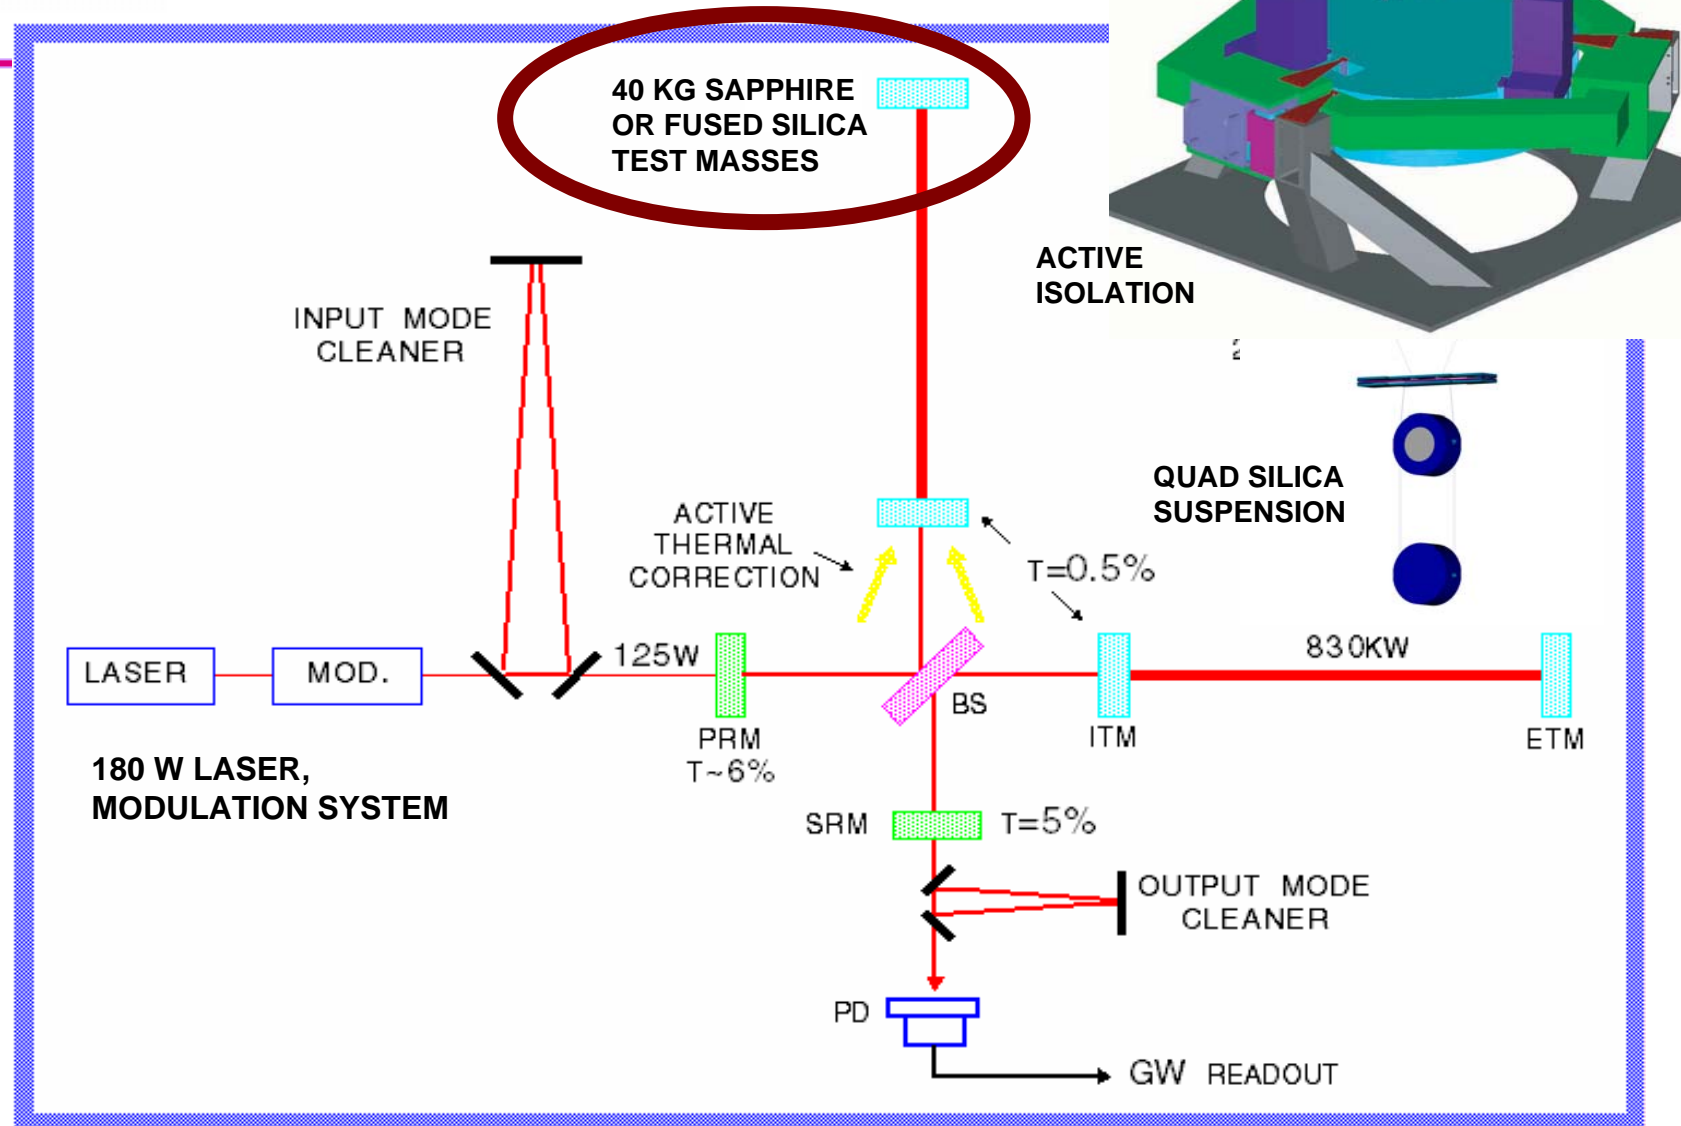 40 KG SAPPHIRE
OR FUSED SILICA
TEST MASSES
ACTIVE
ISOLATION
INPUT MODE
CLEANER
QUAD SILICA
SUSPENSION
ACTIVE
THERMAL
CORRECTION
T=0.5%
LASER
MOD.
125W
830KW
BS
PRM
T~6%
ITM
ETM
180 W LASER,
MODULATION SYSTEM
SRM
T=5%
OUTPUT MODE
CLEANER
PD
GW READOUT